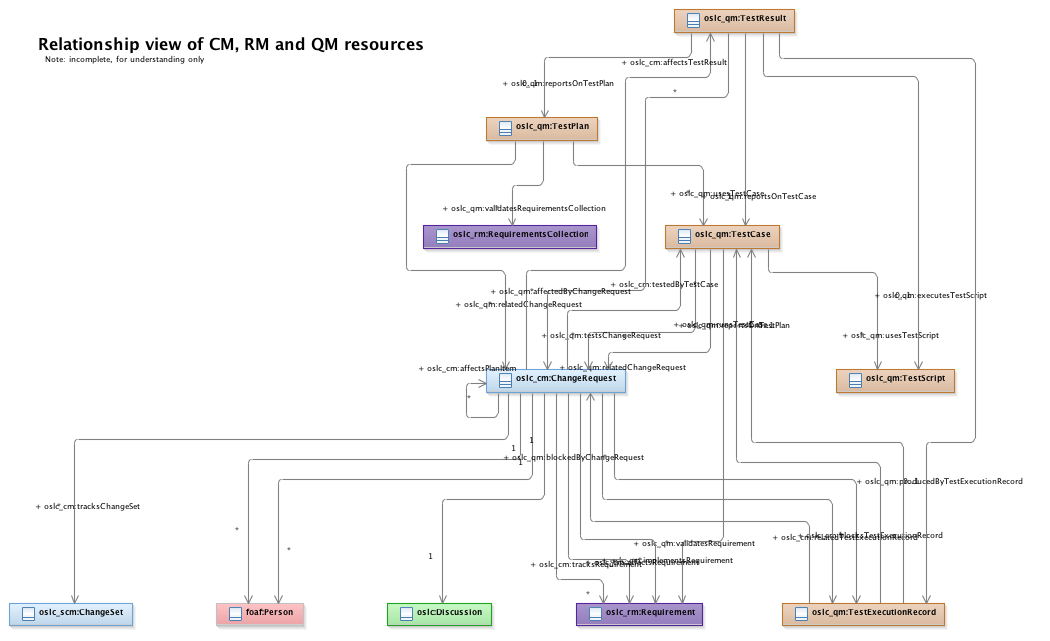 oslc_qm:TestResult
Relationship view of CM, RM and QM resources
Note: incomplete, for understanding only
+ oslc_cm:affectsTestResult
+ oslc_qm:reportsOnTestPlan
*
oslc_qm:TestPlan
+ oslc_qm:usesTestCase
+ oslc_qm:reportsOnTestCase
+ oslc_qm:validatesRequirementsCollection
oslc_rm:RequirementsCollection
oslc_qm:TestCase
+ oslc_cm:testedByTestCase
+ oslc_qm:affectedByChangeRequest
+ oslc_qm:executesTestScript
+ oslc_qm:relatedChangeRequest
+ oslc_qm:testsChangeRequest
+ oslc_qm:usesTestScript
+ oslc_cm:affectsPlanItem
+ oslc_qm:relatedChangeRequest
oslc_cm:ChangeRequest
oslc_qm:TestScript
*
1
1
+ oslc_qm:blockedByChangeRequest
1
+ oslc_qm:producedByTestExecutionRecord
+ oslc_cm:tracksChangeSet
*
+ oslc_cm:relatedTestExecutionRecord
+ oslc_qm:validatesRequirement
*
1
+ oslc_cm:tracksRequirement
*
oslc_scm:ChangeSet
foaf:Person
oslc:Discussion
oslc_rm:Requirement
oslc_qm:TestExecutionRecord